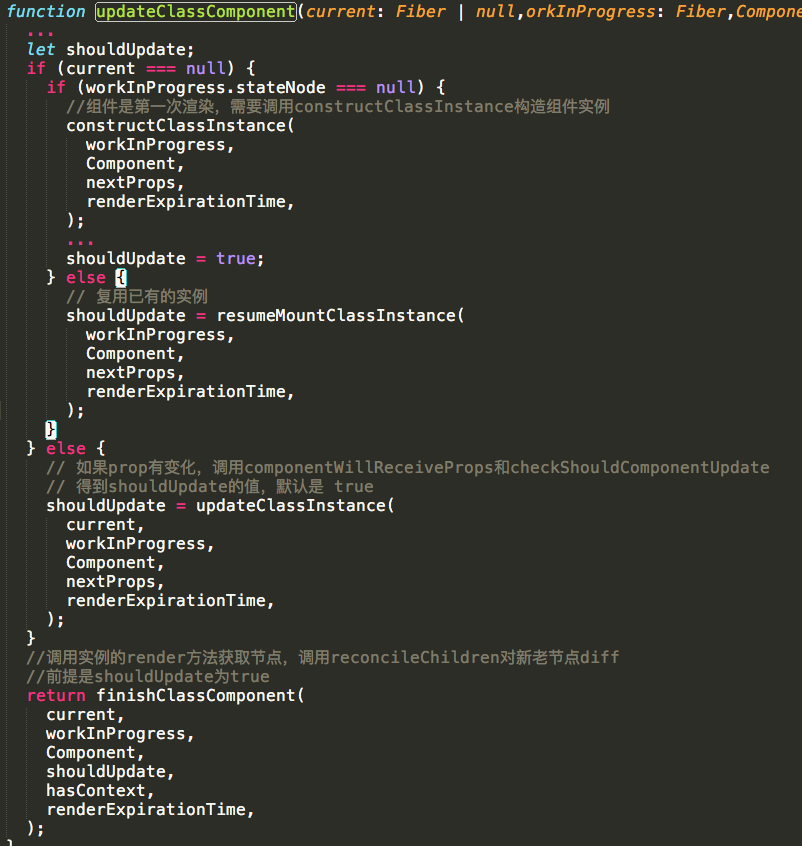 function updateClassComponent(current: Fiber | null,orkInProgress: Fiber,Compone
...
let shouldUpdate;
if (current === null) {
if (workInProgress.stateNode === null) {
//组件是第一次渲染，需要调用constructClassInstance构造组件实例
constructClassInstance(
workInProgress,
Component,
nextProps,
renderExpirationTime,
);
...
shouldUpdate = true;
} else {
// 复用已有的实例
shouldUpdate = resumeMountClassInstance(
workInProgress,
Component,
nextProps,
renderExpirationTime,
);
}
} else {
// 如果prop有变化，调用componentWillReceiveProps和checkShouldComponentUpdate
// 得到shouldUpdate的值，默认是 true
shouldUpdate = updateClassInstance(
current,
workInProgress,
Component,
nextProps,
renderExpirationTime,
);
}
//调用实例的render方法获取节点，调用reconcileChildren对新老节点diff
//前提是shouldUpdate为true
return finishClassComponent(
current,
workInProgress,
Component,
shouldUpdate,
hasContext,
renderExpirationTime,
);
}